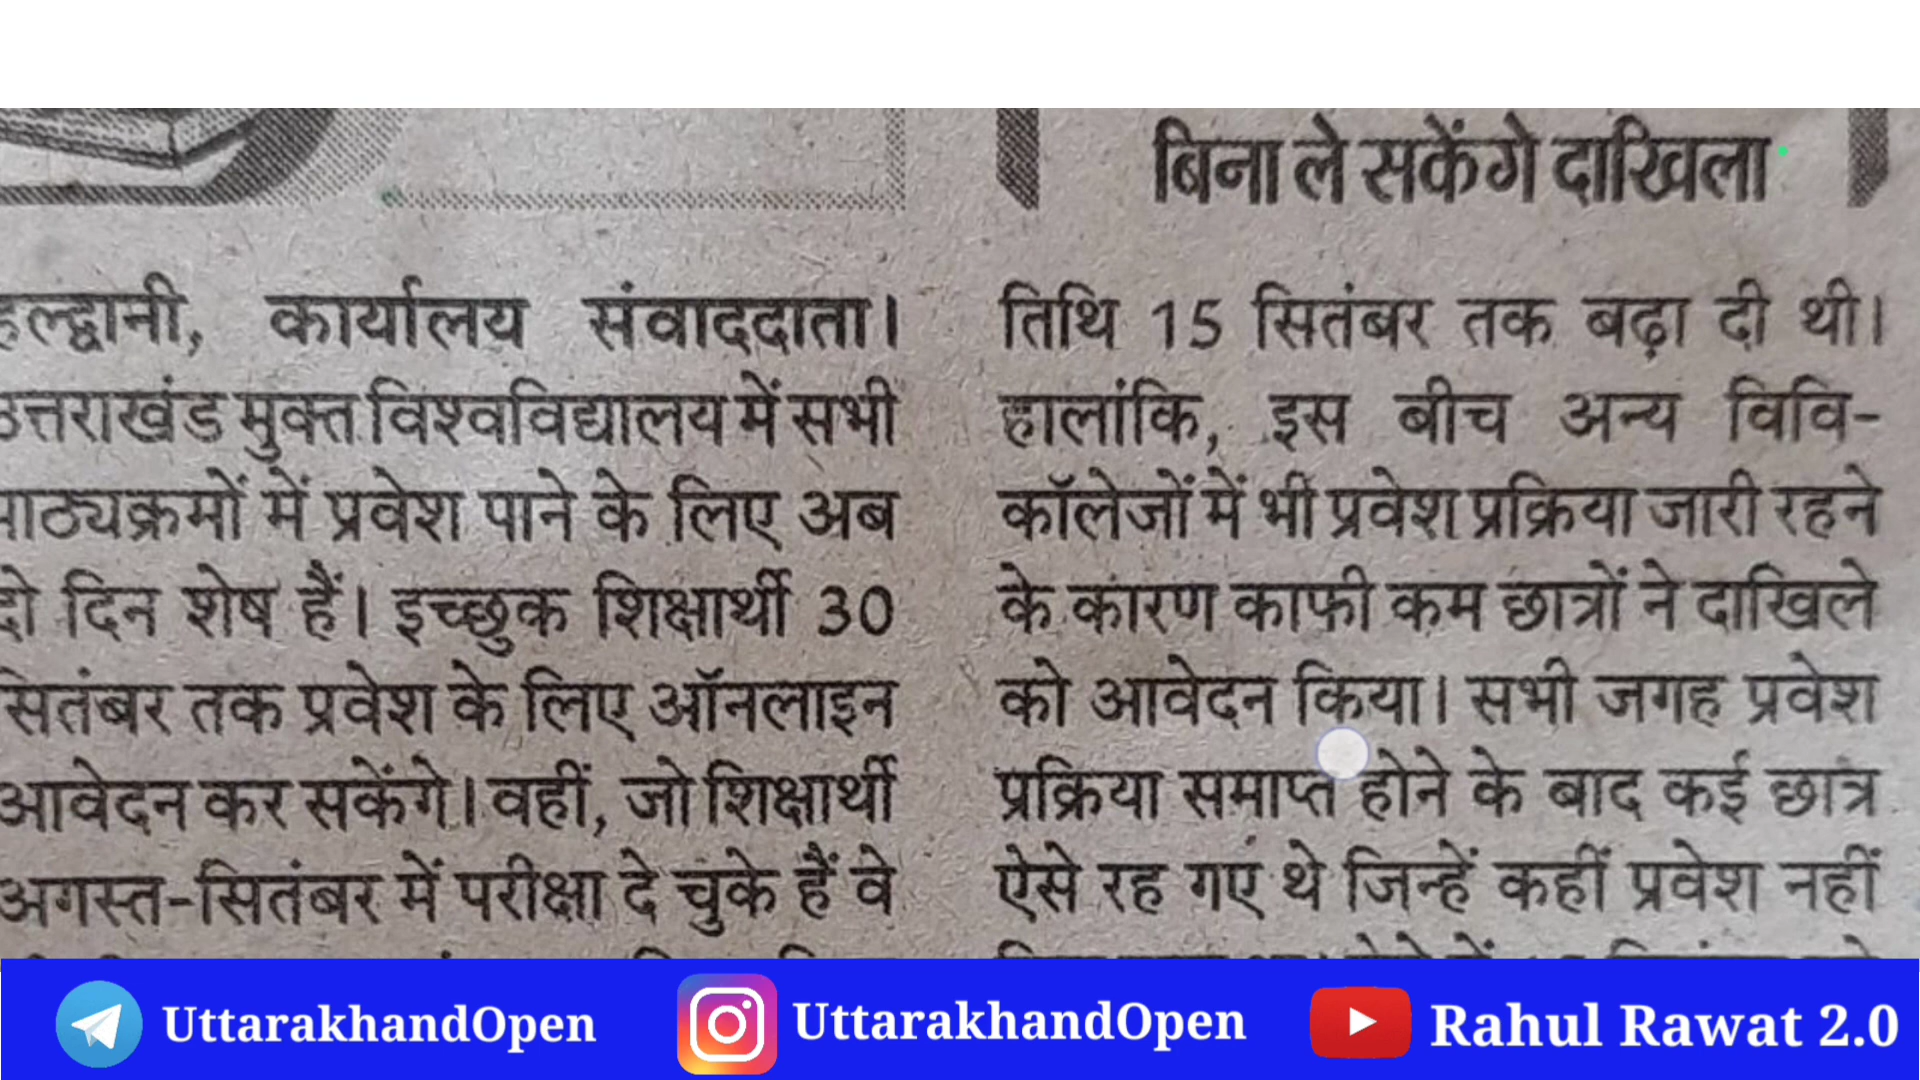 बिना ले सकेंगे दाखिला
हल्द्वानी, कार्यालय संवाददाता।
उत्तराखंड मुक्त विश्वविद्यालय में सभी
पाठ्यक्रमों में प्रवेश पाने के लिए अब
दो दिन शेष हैं। इच्छुक शिक्षार्थी 30
सितंबर तक प्रवेश के लिए ऑनलाइन
आवेदन कर सकेंगे। वहीं, जो शिक्षार्थी
अगस्त-सितंबर में परीक्षा दे चुके हैं वे
तिथि 15 सितंबर तक बढ़ा दी थी।
हालांकि, इस बीच अन्य विवि-
कॉलेजों में भी प्रवेश प्रक्रिया जारी रहने
के कारण काफी कम छात्रों ने दाखिले
को आवेदन किया। सभी जगह प्रवेश
प्रक्रिया समाप्त होने के बाद कई छात्र
ऐसे रह गए थे जिन्हें कहीं प्रवेश नहीं
UttarakhandOpen
UttarakhandOpen
Rahul Rawat 2.0